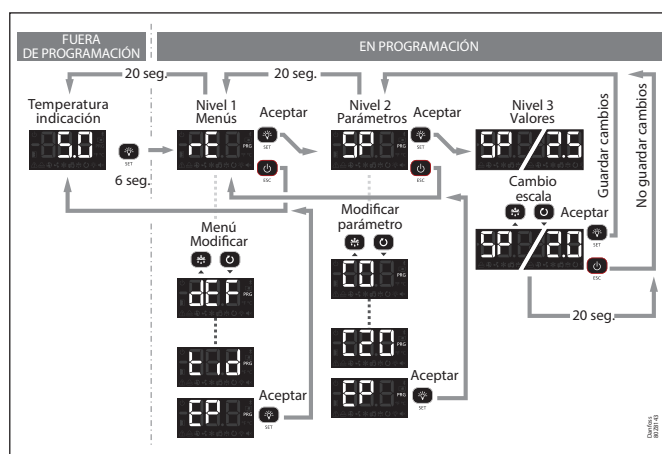 FUERA
DE PROGRAMACIÓN
EN PROGRAMACIÓN
20 seg.
20 seg.
Temperatura
indicación
Nivel 1
Menús
Aceptar
Nivel 2
Parámetros
Aceptar
Nivel 3
Valores
5.0
SET
6 seg.
rE
PRG
SET
ESC
SP
PRG
SET
ESC
SP / 2.6
Guardar cambios
No guardar cambios
Cambio
escala
Aceptar
SP / 2.0
SET
ESC
20 seg.
Menú
Modificar
dEF
PRG
tid
PRG
Aceptar
EP
PRG
SET
Modificar
parámetro
C0
PRG
C20
PRG
Aceptar
EP
PRG
SET
Danfoss
80Z8143